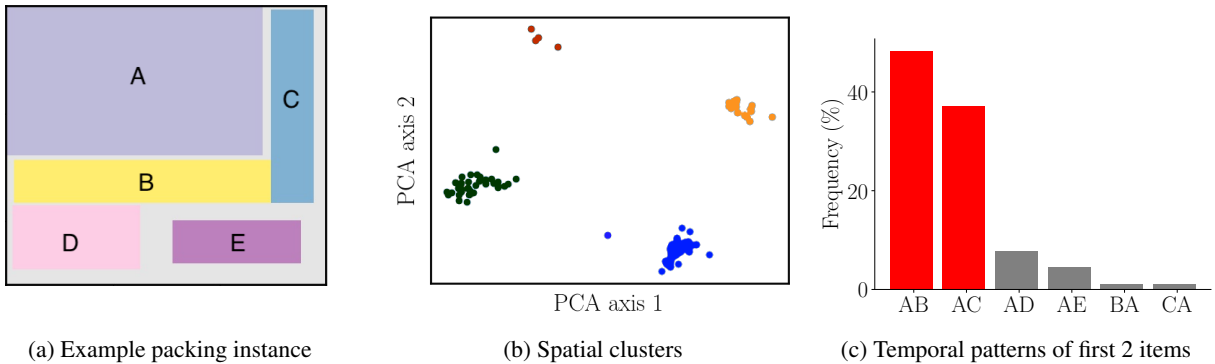 A
C
B
D
E
(a) Example packing instance
PCA axis 2
PCA axis 1
(b) Spatial clusters
Frequency (%)
40
20
0
AB AC AD AE BA CA
(c) Temporal patterns of first 2 items